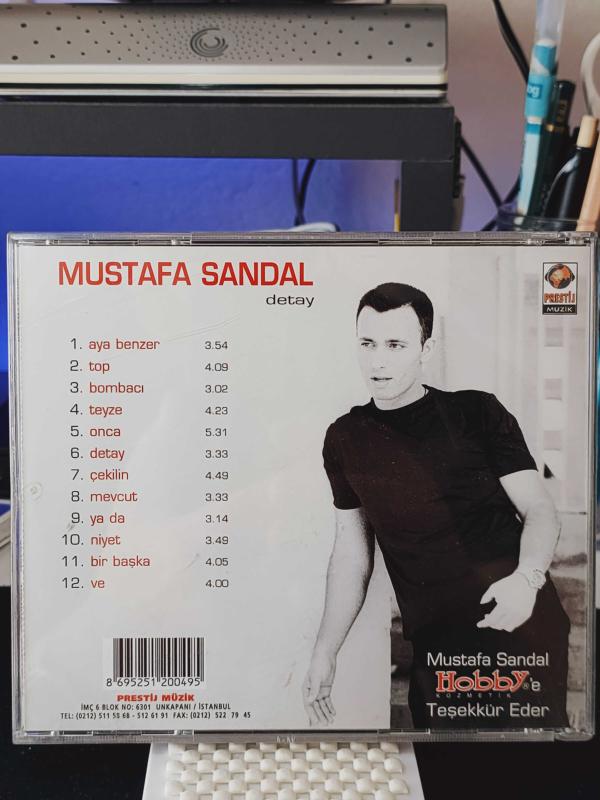 MUSTAFA SANDAL
detay
PRESTİJ
MÜZİK
1. aya benzer 3.54
2. top 4.09
3. bombacı 3.02
4. teyze 4.23
5. onca 5.31
6. detay 3.33
7. çekilin 4.49
8. mevcut 3.33
9. ya da 3.14
10. niyet 3.49
11. bir başka 4.05
12. ve 4.00
8 695251 200495
PRESTİJ MÜZİK
İMÇ 6 BLOK NO: 6301 UNKAPANI / İSTANBUL
TEL: (0212) 511 58 68 - 512 61 91 FAX: (0212) 522 79 45
Mustafa Sandal
Hobby®'e
KOZMETİK
Teşekkür Eder